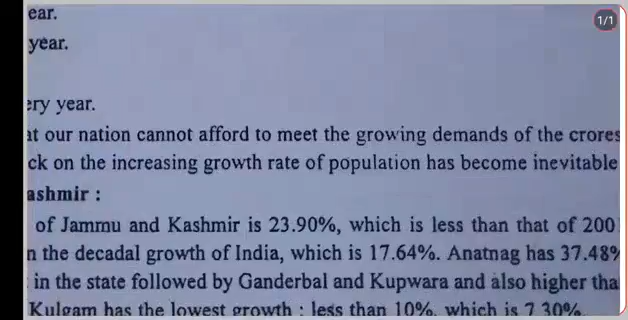 ear.
year.
ery year.
at our nation cannot afford to meet the growing demands of the crores
ck on the increasing growth rate of population has become inevitable
ashmir :
of Jammu and Kashmir is 23.90%, which is less than that of 200
n the decadal growth of India, which is 17.64%. Anatnag has 37.48%
in the state followed by Ganderbal and Kupwara and also higher tha
Kulgam has the lowest growth : less than 10%, which is 7.30%.
1/1